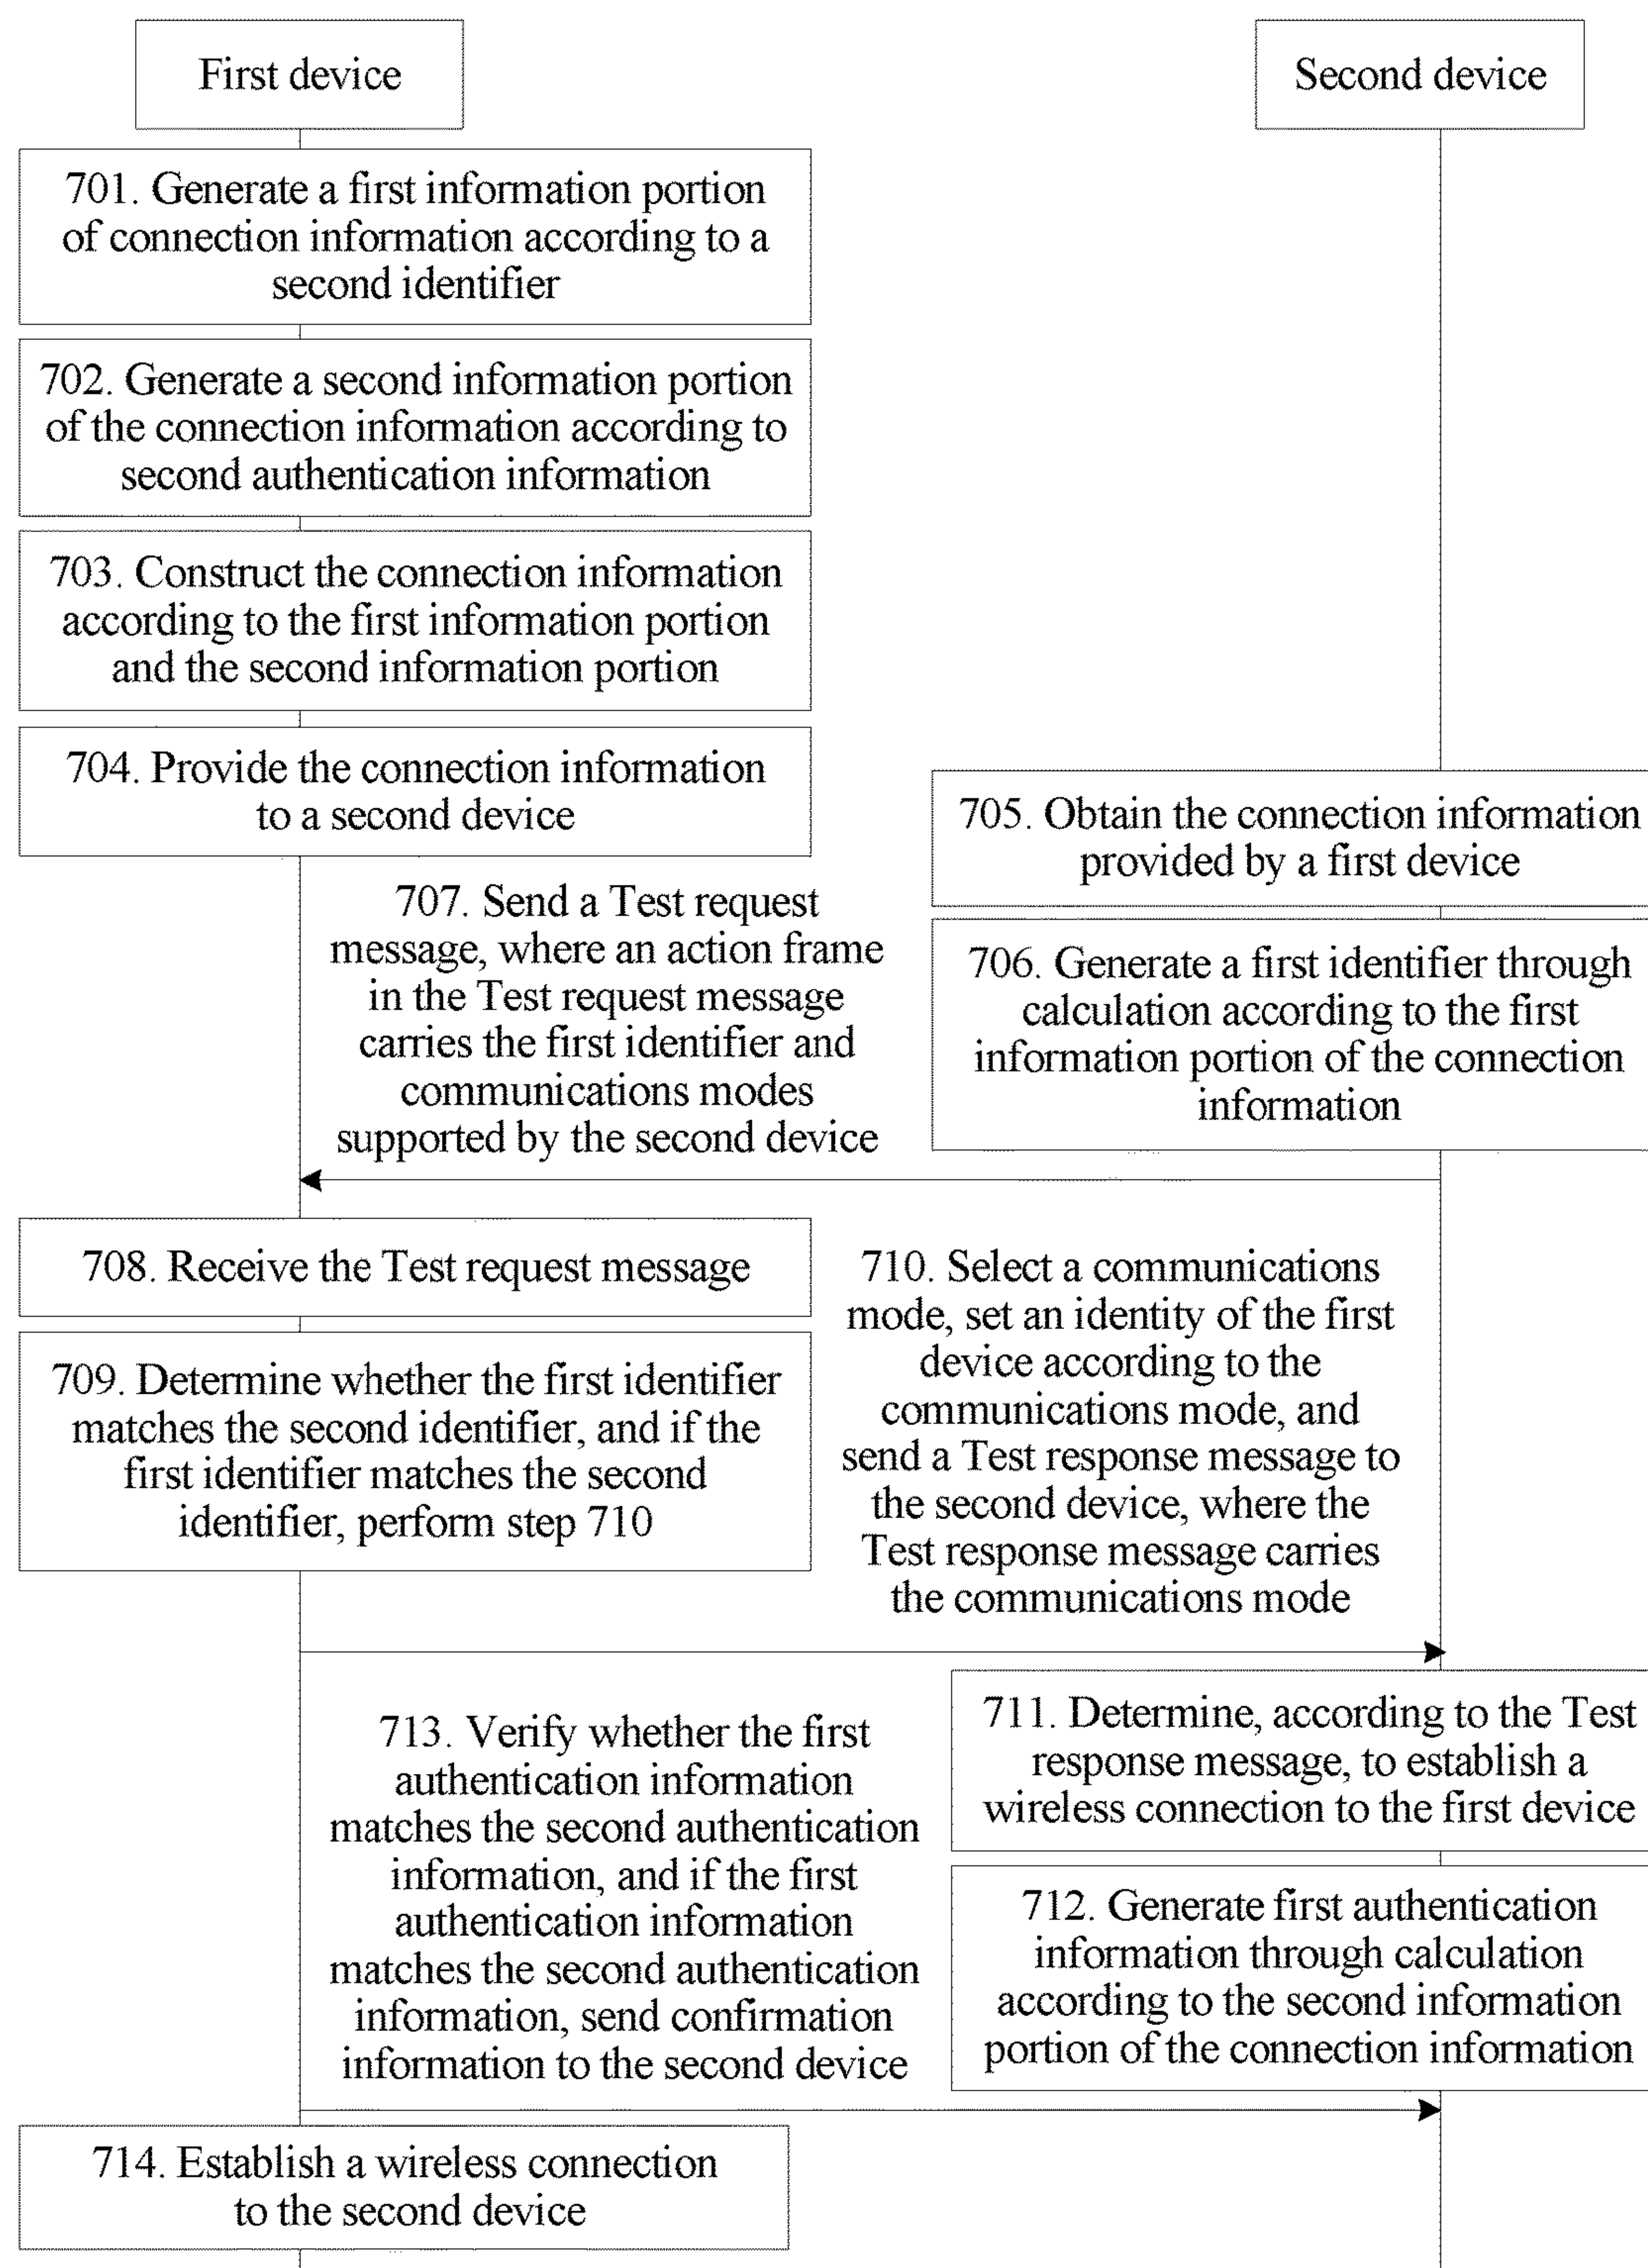 First device
Second device
701. Generate a first information portion
of connection information according to a
second identifier
702. Generate a second information portion
of the connection information according to
second authentication information
703. Construct the connection information
according to the first information portion
and the second information portion
704. Provide the connection information
to a second device
705. Obtain the connection information
provided by a first device
706. Generate a first identifier through
calculation according to the first
information portion of the connection
information
707. Send a Test request
message, where an action frame
in the Test request message
carries the first identifier and
communications modes
supported by the second device
708. Receive the Test request message
709. Determine whether the first identifier
matches the second identifier, and if the
first identifier matches the second
identifier, perform step 710
710. Select a communications
mode, set an identity of the first
device according to the
communications mode, and
send a Test response message to
the second device, where the
Test response message carries
the communications mode
711. Determine, according to the Test
response message, to establish a
wireless connection to the first device
712. Generate first authentication
information through calculation
according to the second information
portion of the connection information
713. Verify whether the first
authentication information
matches the second authentication
information, and if the first
authentication information
matches the second authentication
information, send confirmation
information to the second device
714. Establish a wireless connection
to the second device